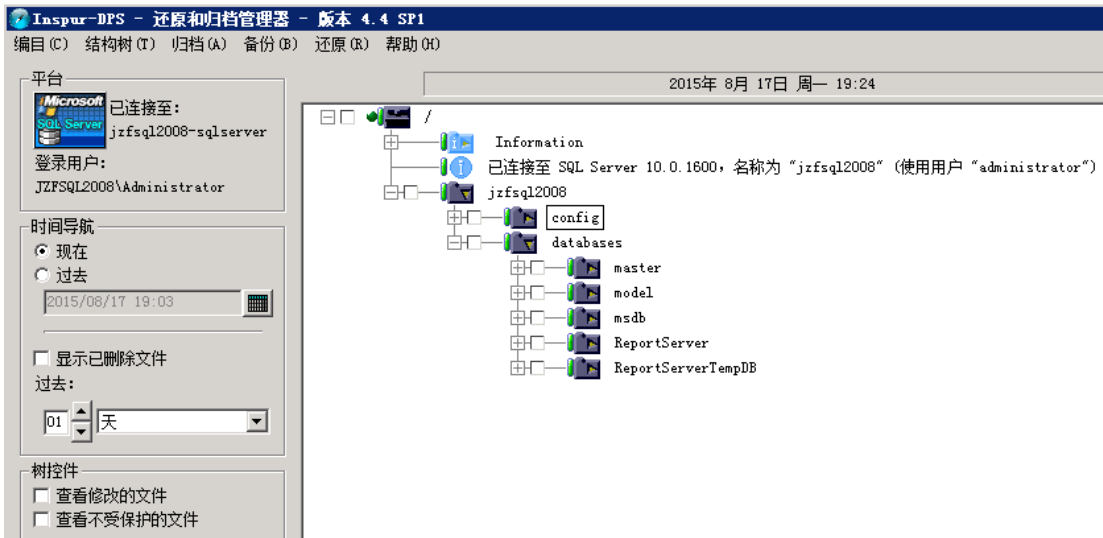 Inspur-DPS - 还原和归档管理器 - 版本 4.4 SP1
编目(C) 结构树(T) 归档(A) 备份(B) 还原(R) 帮助(H)
平台
Microsoft
SQL Server
已连接至:
jzfsql2008-sqlserver
登录用户:
JZFSQL2008\Administrator
时间导航
现在
过去
2015/08/17 19:03
显示已删除文件
过去:
01 天
树控件
查看修改的文件
查看不受保护的文件
2015年 8月 17日 周一 19:24
/
Information
已连接至 SQL Server 10.0.1600，名称为 “jzfsql2008” (使用用户 “administrator”)
jzfsql2008
config
databases
master
model
msdb
ReportServer
ReportServerTempDB